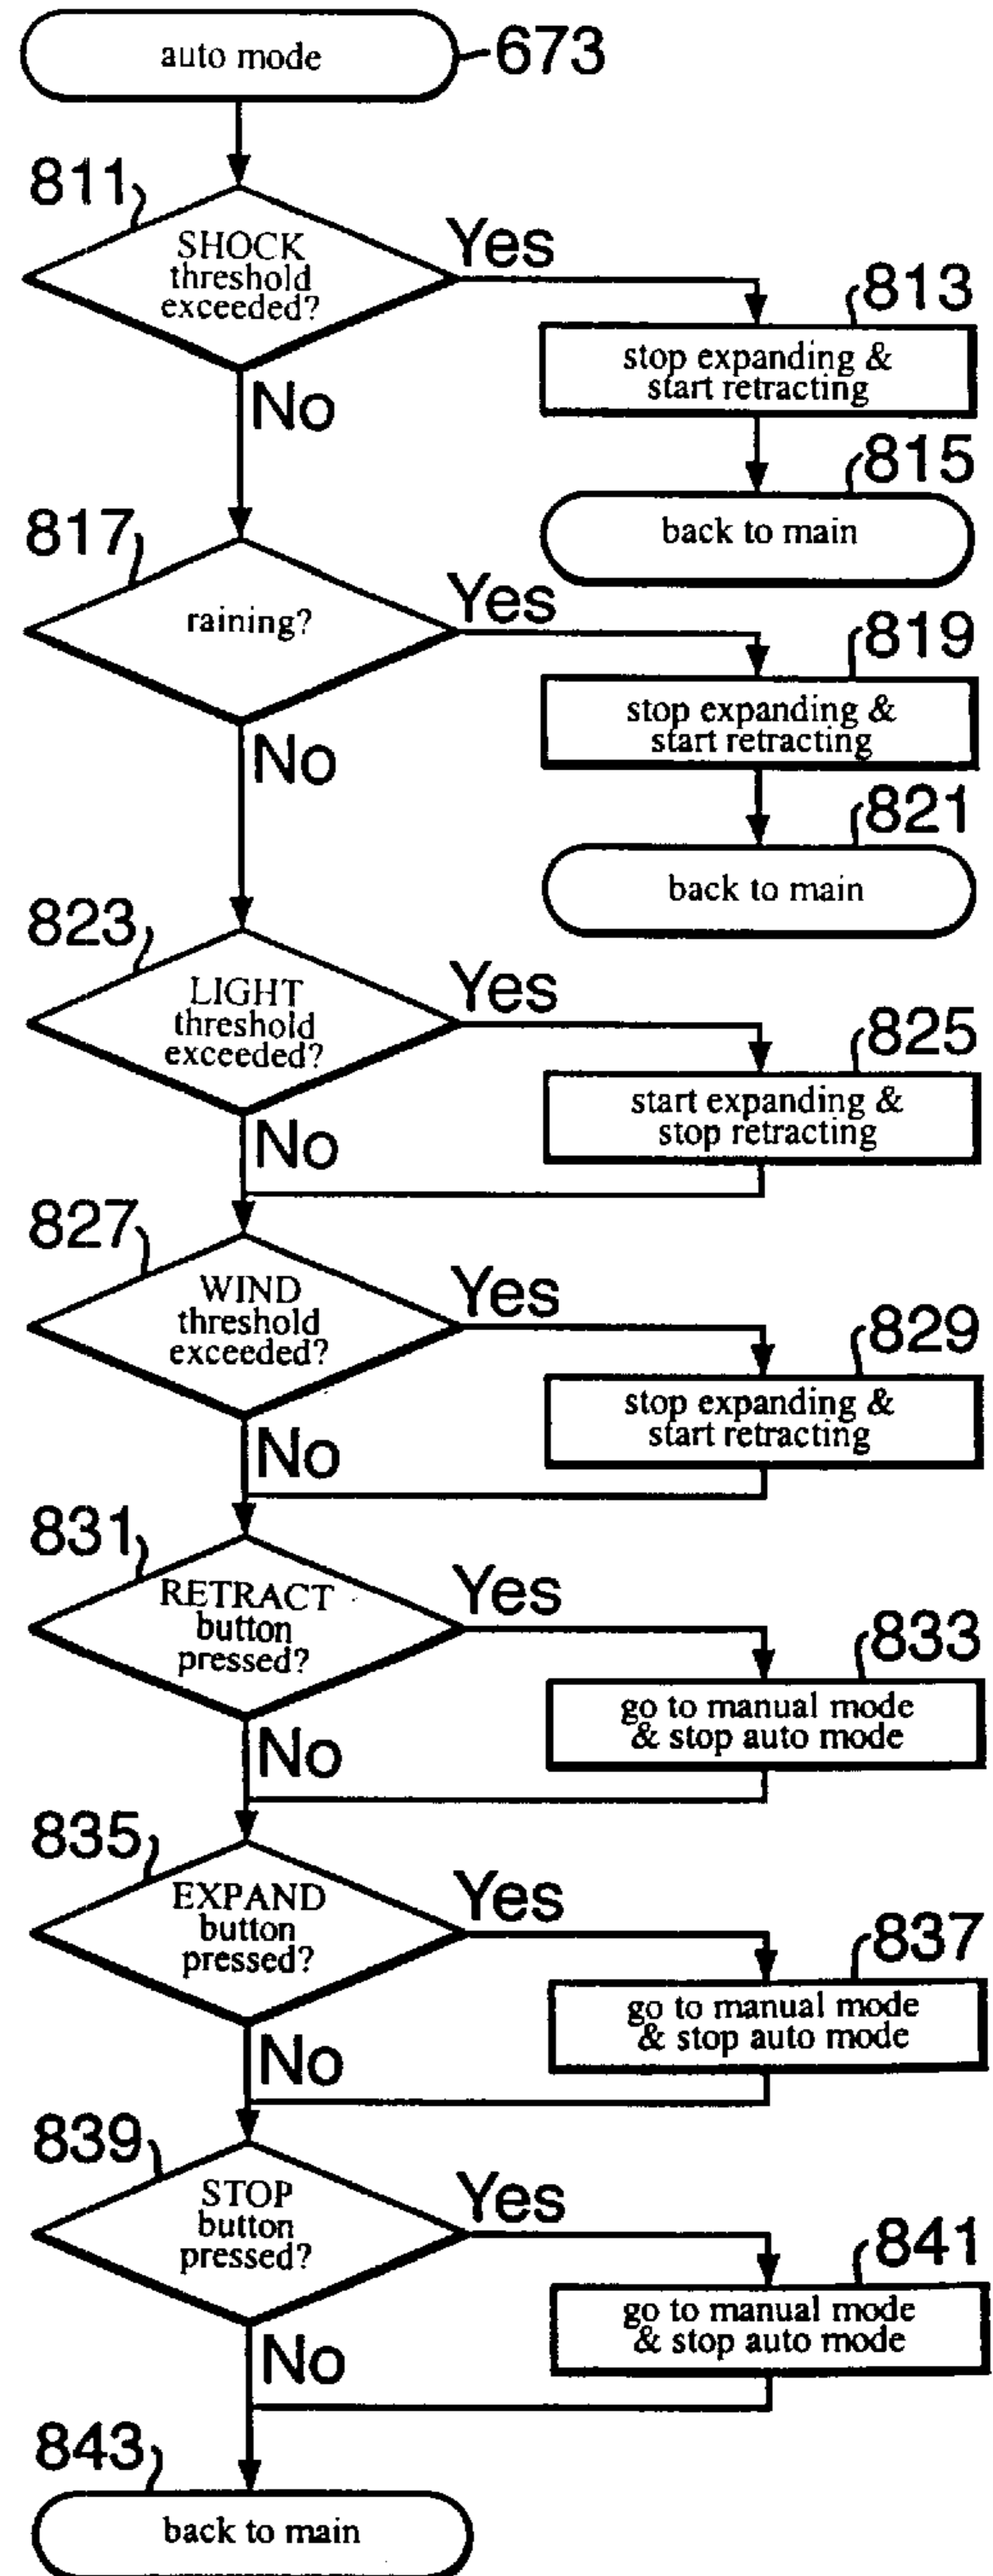 auto mode
673
811
SHOCK
threshold
exceeded?
Yes
813
stop expanding &
start retracting
No
815
back to main
817
raining?
Yes
819
stop expanding &
start retracting
No
821
back to main
823
LIGHT
threshold
exceeded?
Yes
825
start expanding &
stop retracting
No
827
WIND
threshold
exceeded?
Yes
829
stop expanding &
start retracting
No
831
RETRACT
button
pressed?
Yes
833
go to manual mode
& stop auto mode
No
835
EXPAND
button
pressed?
Yes
837
go to manual mode
& stop auto mode
No
839
STOP
button
pressed?
Yes
841
go to manual mode
& stop auto mode
No
843
back to main